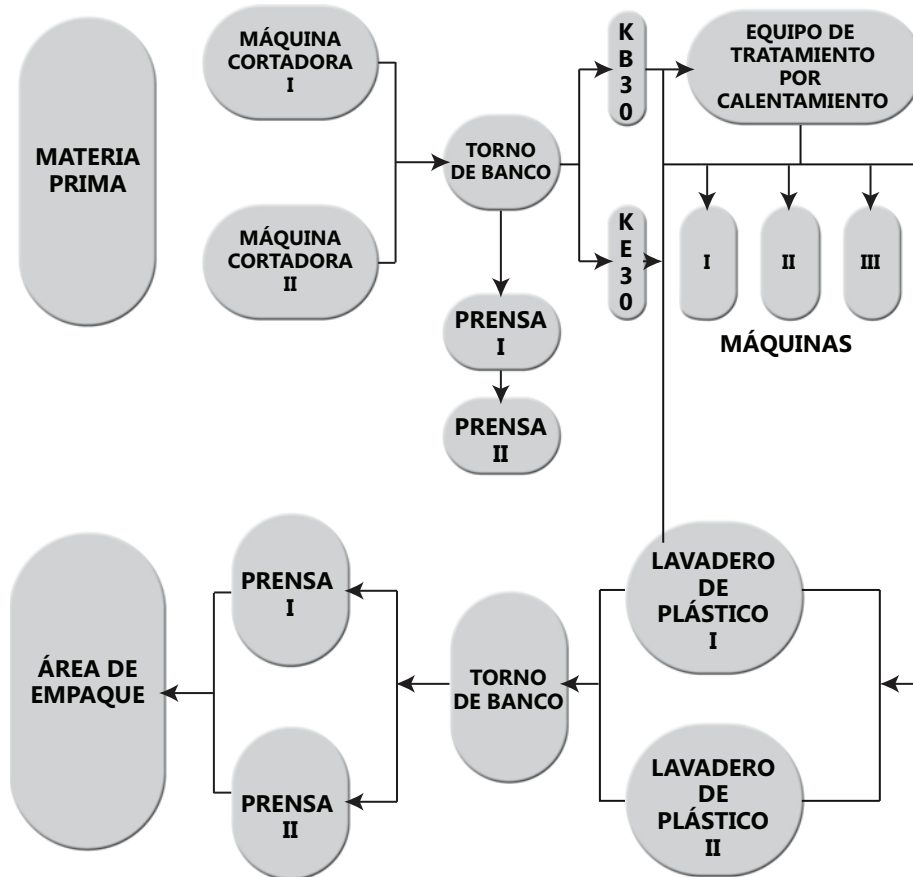 MATERIA
PRIMA
MÁQUINA
CORTADORA
I
MÁQUINA
CORTADORA
II
TORNO
DE BANCO
PRENSA
I
PRENSA
II
K
B
3
0
K
E
3
0
EQUIPO DE
TRATAMIENTO
POR
CALENTAMIENTO
I
II
III
MÁQUINAS
ÁREA DE
EMPAQUE
PRENSA
I
PRENSA
II
TORNO
DE BANCO
LAVADERO
DE
PLÁSTICO
I
LAVADERO
DE
PLÁSTICO
II